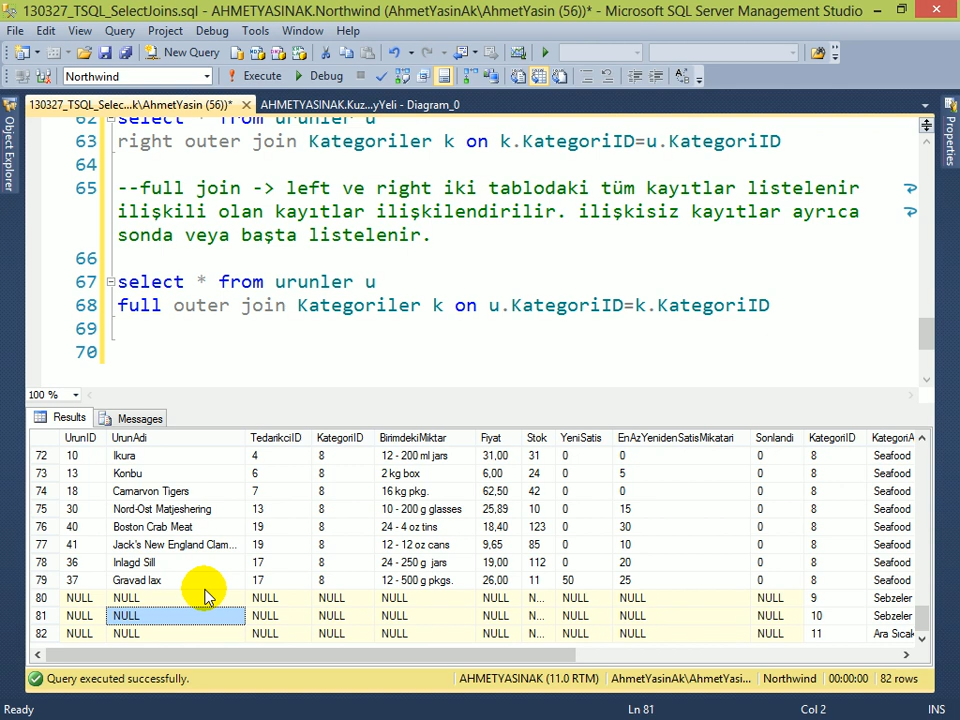 130327_TSQL_SelectJoins.sql - AHMETYASINAK.Northwind (AhmetYasinAk\AhmetYasin (56))* - Microsoft SQL Server Management Studio
File Edit View Query Project Debug Tools Window Help
New Query
Northwind Execute Debug
130327_TSQL_Selec...k\AhmetYasin (56))* AHMETYASINAK.Kuz...yYeli - Diagram_0
Object Explorer
Properties
62 select * from urunler u
63 right outer join Kategoriler k on k.KategoriID=u.KategoriID
64
65 --full join -> left ve right iki tablodaki tüm kayıtlar listelenir
ilişkili olan kayıtlar ilişkilendirilir. ilişkisiz kayıtlar ayrıca
sonda veya başta listelenir.
66
67 select * from urunler u
68 full outer join Kategoriler k on u.KategoriID=k.KategoriID
69
70
100 %
Results Messages
UrunID UrunAdi TedarikciID KategoriID BirimdekiMiktar Fiyat Stok YeniSatis EnAzYenidenSatisMikatari Sonlandi KategoriID KategoriA
72 10 Ikura 4 8 12 - 200 ml jars 31,00 31 0 0 0 8 Seafood
73 13 Konbu 6 8 2 kg box 6,00 24 0 5 0 8 Seafood
74 18 Carnarvon Tigers 7 8 16 kg pkg. 62,50 42 0 0 0 8 Seafood
75 30 Nord-Ost Matjeshering 13 8 10 - 200 g glasses 25,89 10 0 15 0 8 Seafood
76 40 Boston Crab Meat 19 8 24 - 4 oz tins 18,40 123 0 30 0 8 Seafood
77 41 Jack's New England Clam... 19 8 12 - 12 oz cans 9,65 85 0 10 0 8 Seafood
78 36 Inlagd Sill 17 8 24 - 250 g jars 19,00 112 0 20 0 8 Seafood
79 37 Gravad lax 17 8 12 - 500 g pkgs. 26,00 11 50 25 0 8 Seafood
80 NULL NULL NULL NULL NULL NULL N... NULL NULL NULL 9 Sebzeler
81 NULL NULL NULL NULL NULL NULL N... NULL NULL NULL 10 Sebzeler
82 NULL NULL NULL NULL NULL NULL N... NULL NULL NULL 11 Ara Sıcak
Query executed successfully. AHMETYASINAK (11.0 RTM) AhmetYasinAk\AhmetYasi... Northwind 00:00:00 82 rows
Ready Ln 81 Col 2 INS